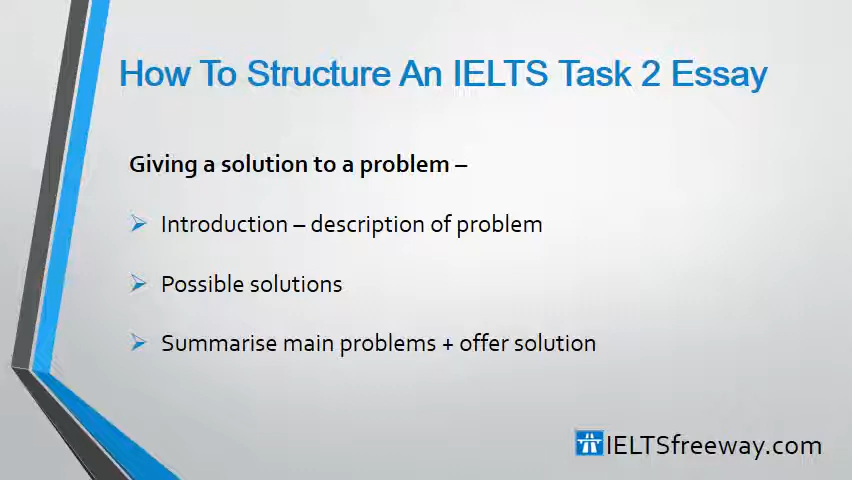 How To Structure An IELTS Task 2 Essay
Giving a solution to a problem –
Introduction – description of problem
Possible solutions
Summarise main problems + offer solution
IELTSfreeway.com